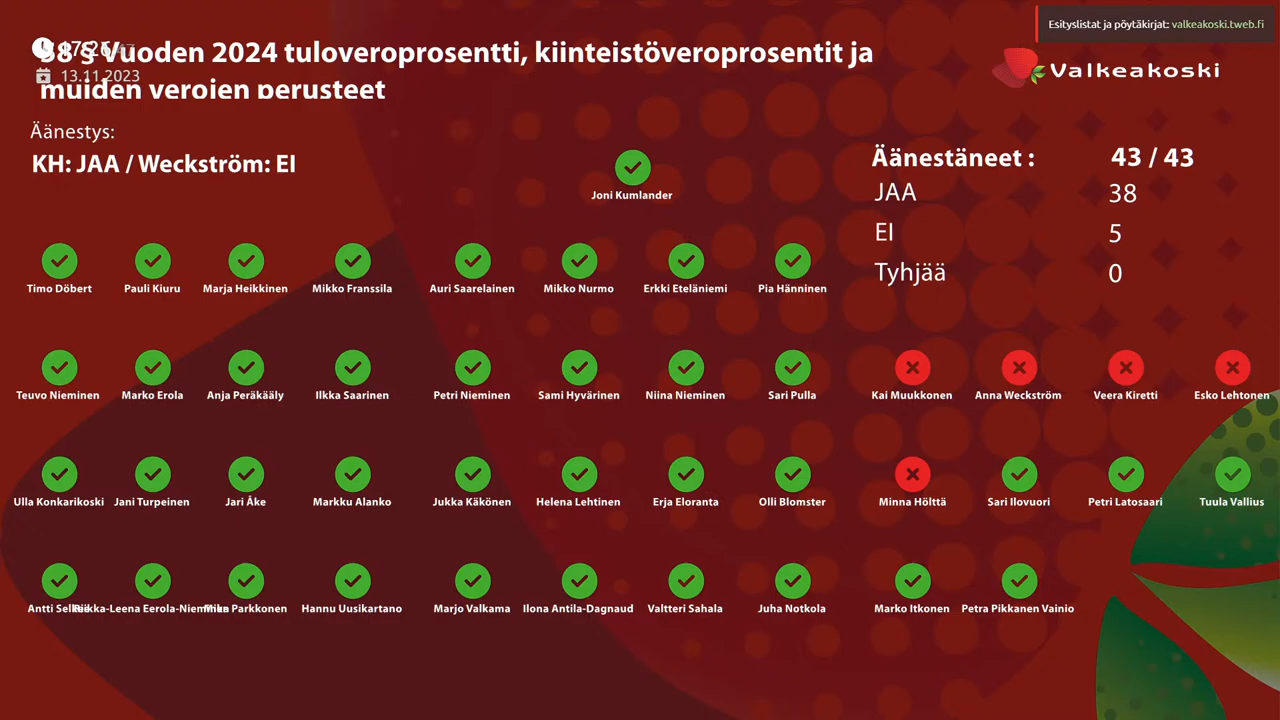 Esityslistat ja pöytäkirjat: valkeakoski.tweb.fi
38 § Vuoden 2024 tuloveroprosentti, kiinteistöveroprosentit ja
muiden verojen perusteet
13.11.2023
Valkeakoski
Äänestys:
KH: JAA / Weckström: EI
Äänestäneet : 43 / 43
JAA 38
EI 5
Tyhjää 0
Joni Kumlander
Timo Döbert Pauli Kiuru Marja Heikkinen Mikko Franssila Auri Saarelainen Mikko Nurmo Erkki Eteläniemi Pia Hänninen
Teuvo Nieminen Marko Erola Anja Peräkääly Ilkka Saarinen Petri Nieminen Sami Hyvärinen Niina Nieminen Sari Pulla Kai Muukkonen Anna Weckström Veera Kiretti Esko Lehtonen
Ulla Konkarikoski Jani Turpeinen Jari Åke Markku Alanko Jukka Käkönen Helena Lehtinen Erja Eloranta Olli Blomster Minna Hölttä Sari Ilovuori Petri Latosaari Tuula Vallius
Antti Parkkonen Hannu Uusikartano Marjo Valkama Ilona Antila-Dagnaud Valtteri Sahala Juha Notkola Marko Itkonen Petra Pikkanen Vainio